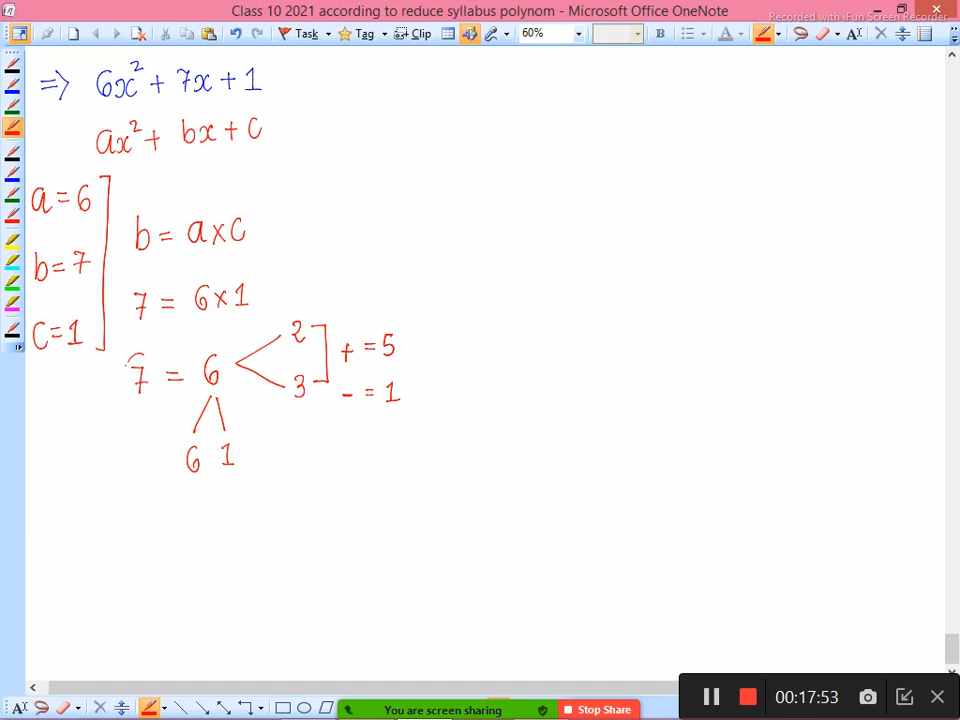 Class 10 2021 according to reduce syllabus polynom - Microsoft Office OneNote
Recorded with iFun Screen Recorder
Task Tag Clip 60% B A A
=> 6x² + 7x + 1
ax² + bx + c
a = 6
b = a×c
b = 7
7 = 6×1
c = 1
2
+ = 5
7 = 6
3
- = 1
6 1
A
You are screen sharing Stop Share
00:17:53